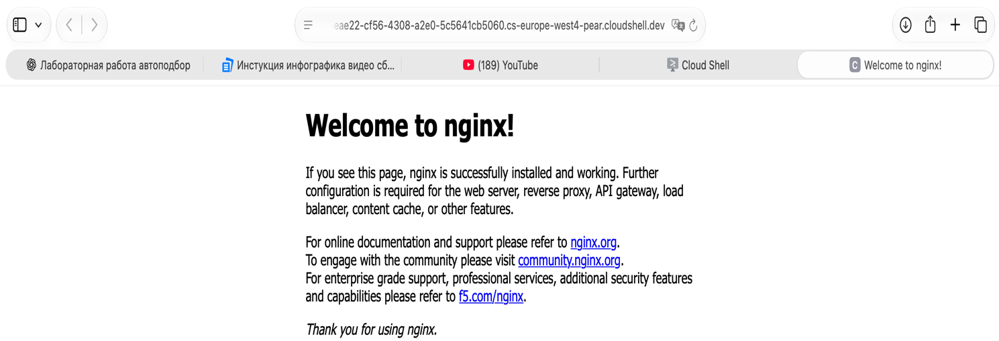 eae22-cf56-4308-a2e0-5c5641cb5060.cs-europe-west4-pear.cloudshell.dev
Лабораторная работа автоподбор
Инстукция инфографика видео сб...
(189) YouTube
Cloud Shell
C Welcome to nginx!
Welcome to nginx!
If you see this page, nginx is successfully installed and working. Further
configuration is required for the web server, reverse proxy, API gateway, load
balancer, content cache, or other features.
For online documentation and support please refer to nginx.org.
To engage with the community please visit community.nginx.org.
For enterprise grade support, professional services, additional security features
and capabilities please refer to f5.com/nginx.
Thank you for using nginx.